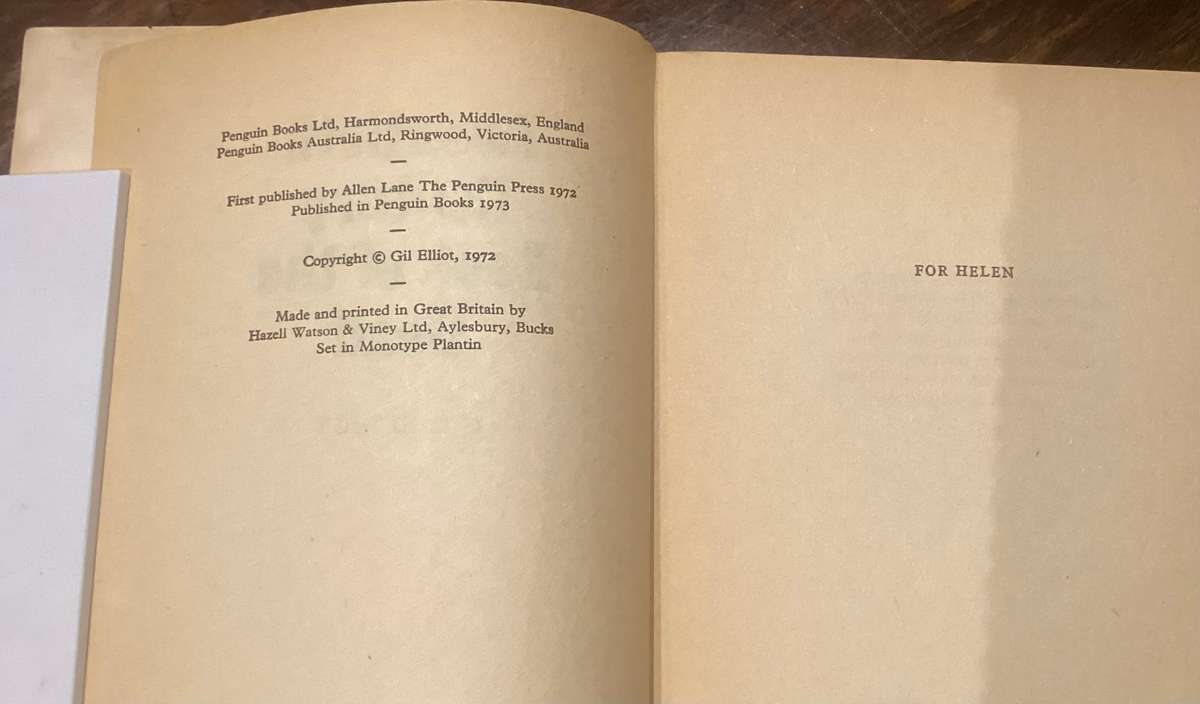 Penguin Books Ltd, Harmondsworth, Middlesex, England
Penguin Books Australia Ltd, Ringwood, Victoria, Australia
—
First published by Allen Lane The Penguin Press 1972
Published in Penguin Books 1973
—
Copyright © Gil Elliot, 1972
—
Made and printed in Great Britain by
Hazell Watson & Viney Ltd, Aylesbury, Bucks
Set in Monotype Plantin
FOR HELEN